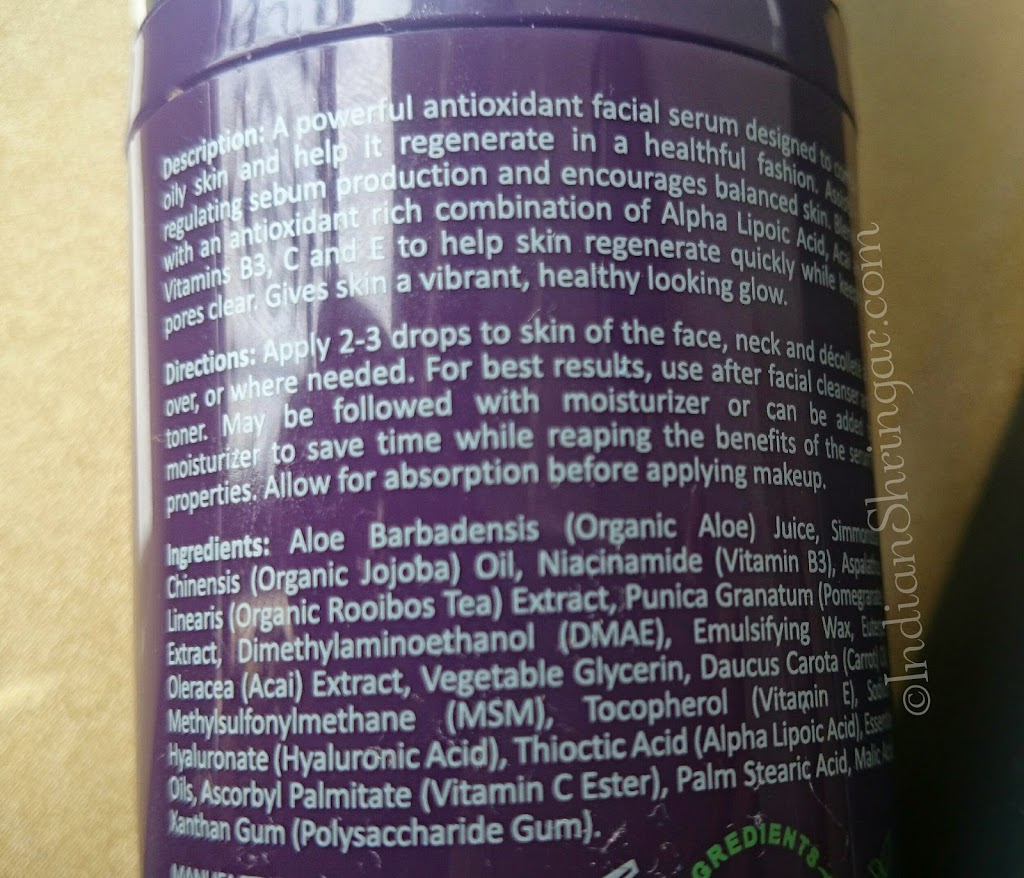 Description: A powerful antioxidant facial serum designed to
oily skin and help it regenerate in a healthful fashion.
regulating sebum production and encourages balanced skin.
with an antioxidant rich combination of Alpha Lipoic Acid, Acai
Vitamins B3, C and E to help skin regenerate quickly while
pores clear. Gives skin a vibrant, healthy looking glow.
Directions: Apply 2-3 drops to skin of the face, neck and
over, or where needed. For best results, use after facial cleanser
toner. May be followed with moisturizer or can be added
moisturizer to save time while reaping the benefits of the
properties. Allow for absorption before applying makeup.
Ingredients: Aloe Barbadensis (Organic Aloe) Juice,
Chinensis (Organic Jojoba) Oil, Niacinamide (Vitamin B3),
Linearis (Organic Rooibos Tea) Extract, Punica Granatum
Extract, Dimethylaminoethanol (DMAE), Emulsifying Wax,
Oleracea (Acai) Extract, Vegetable Glycerin, Daucus Carota (Carrot)
Methylsulfonylmethane (MSM), Tocopherol (Vitamin E),
Hyaluronate (Hyaluronic Acid), Thioctic Acid (Alpha Lipoic Acid),
Oils, Ascorbyl Palmitate (Vitamin C Ester), Palm Stearic Acid, Malic
Xanthan Gum (Polysaccharide Gum).
©IndianShringar.com